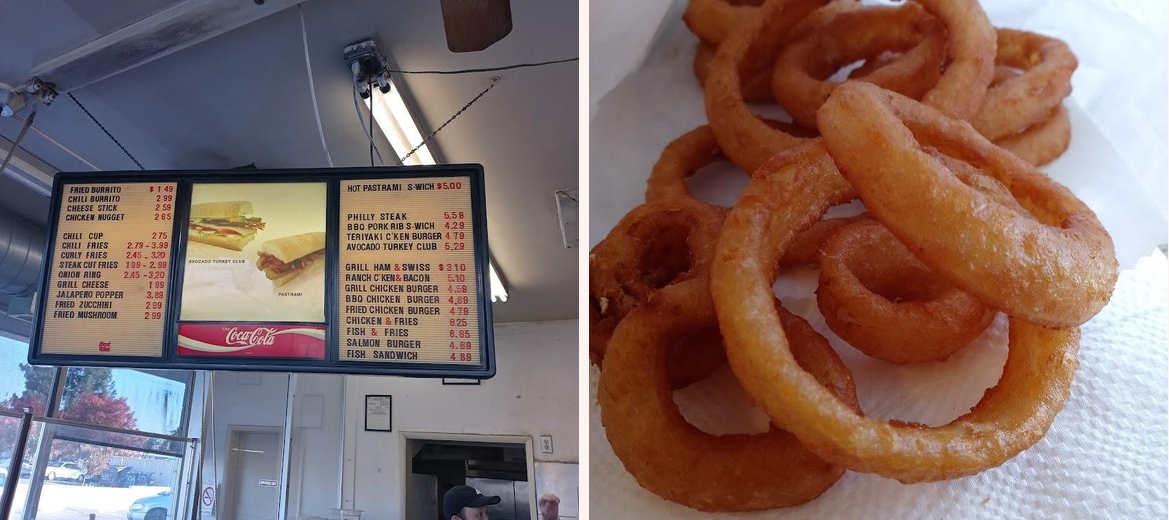 FRIED BURRITO $1.49
CHILI BURRITO 2.99
CHEESE STICK 2.59
CHICKEN NUGGET 2.65
CHILI CUP 2.75
CHILI FRIES 2.79-3.99
CURLY FRIES 2.45-3.20
STEAK CUT FRIES 1.99-2.99
ONION RING 2.45-3.20
GRILL CHEESE 1.99
JALAPENO POPPER 3.89
FRIED ZUCCHINI 2.99
FRIED MUSHROOM 2.99
AVOCADO TURKEY CLUB
PASTRAMI
Coca-Cola
HOT PASTRAMI S-WICH $5.00
PHILLY STEAK 5.59
BBQ PORK RIB S-WICH 4.29
TERIYAKI C'KEN BURGER 4.79
AVOCADO TURKEY CLUB 5.29
GRILL HAM & SWISS $3.10
RANCH C'KEN & BACON 5.10
GRILL CHICKEN BURGER 4.59
BBQ CHICKEN BURGER 4.69
FRIED CHICKEN BURGER 4.79
CHICKEN & FRIES 6.25
FISH & FRIES 6.95
SALMON BURGER 4.89
FISH SANDWICH 4.89